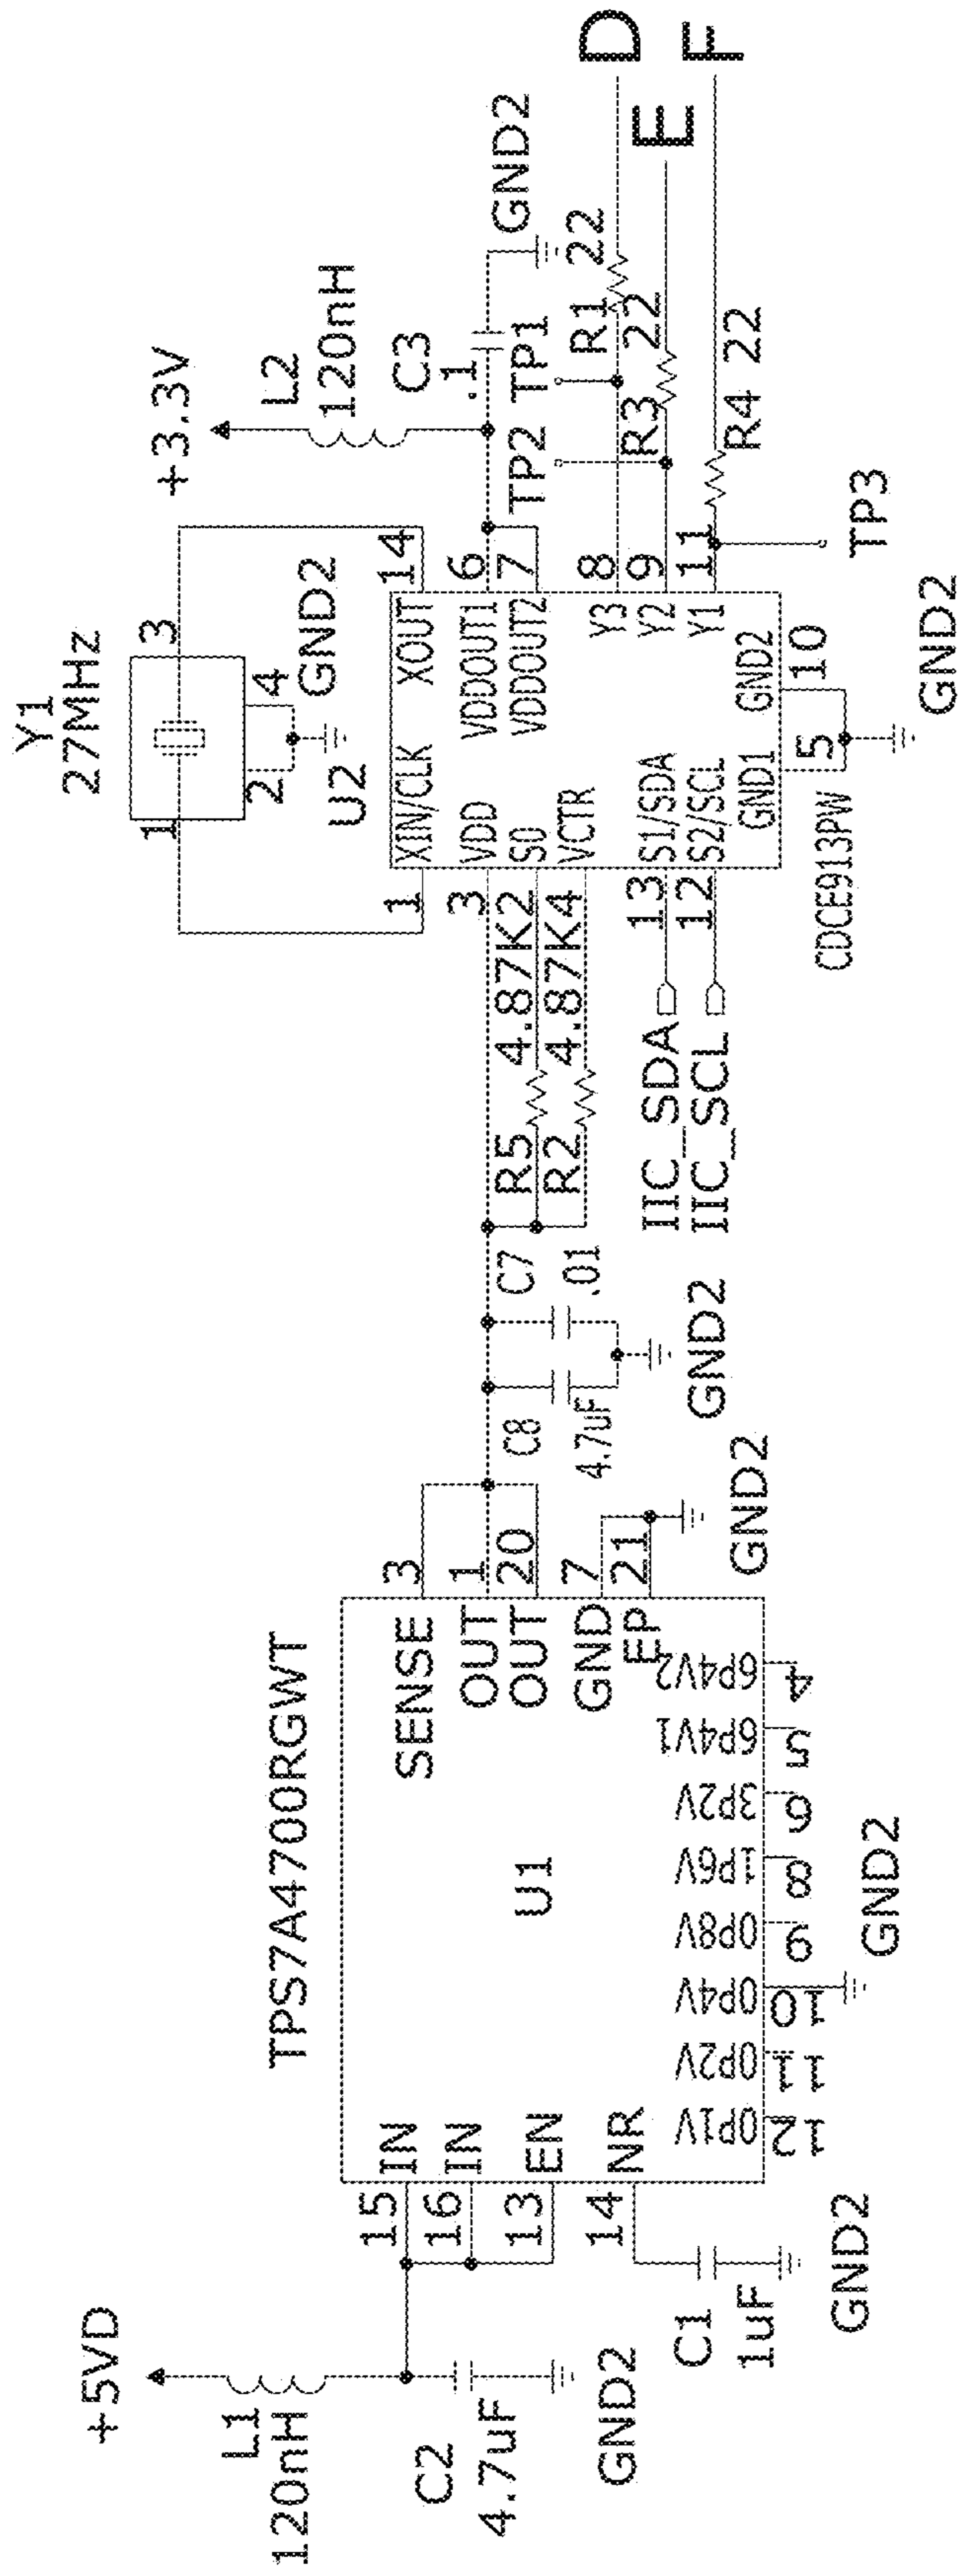 +5VD
L1
120nH
C2
4.7uF
GND2
C1
1uF
GND2
TPS7A4700RGWT
U1
15
IN
16
IN
13
EN
14
NR
SENSE
3
OUT
1
OUT
20
GND
7
EP
21
12
0P1V
11
0P2V
10
0P4V
9
0P8V
8
1P6V
6
3P2V
5
6P4V1
4
6P4V2
GND2
GND2
C8
4.7uF
C7
.01
GND2
R5
4.87K2
R2
4.87K4
IIC_SDA
IIC_SCL
Y1
27MHz
1
3
2
4
GND2
U2
1
XIN/CLK
3
VDD
S0
VCTR
13
S1/SDA
12
S2/SCL
GND1
5
GND2
10
XOUT
14
VDDOUT1
6
VDDOUT2
7
Y3
8
Y2
9
Y1
11
CDCE913PW
GND2
+3.3V
L2
120nH
C3
.1
GND2
TP2
TP1
R1
22
R3
22
R4 22
TP3
D
E
F